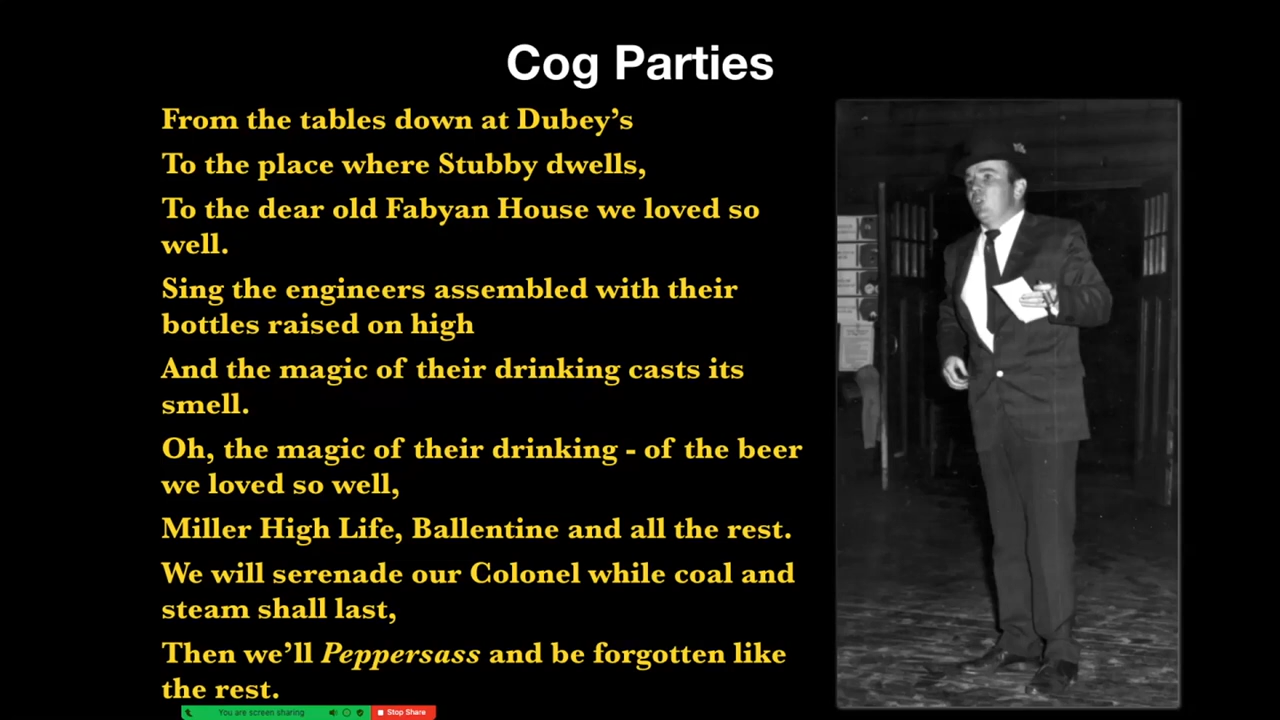 Cog Parties
From the tables down at Dubey’s
To the place where Stubby dwells,
To the dear old Fabyan House we loved so
well.
Sing the engineers assembled with their
bottles raised on high
And the magic of their drinking casts its
smell.
Oh, the magic of their drinking - of the beer
we loved so well,
Miller High Life, Ballentine and all the rest.
We will serenade our Colonel while coal and
steam shall last,
Then we’ll Peppersass and be forgotten like
the rest.
You are screen sharing
Stop Share